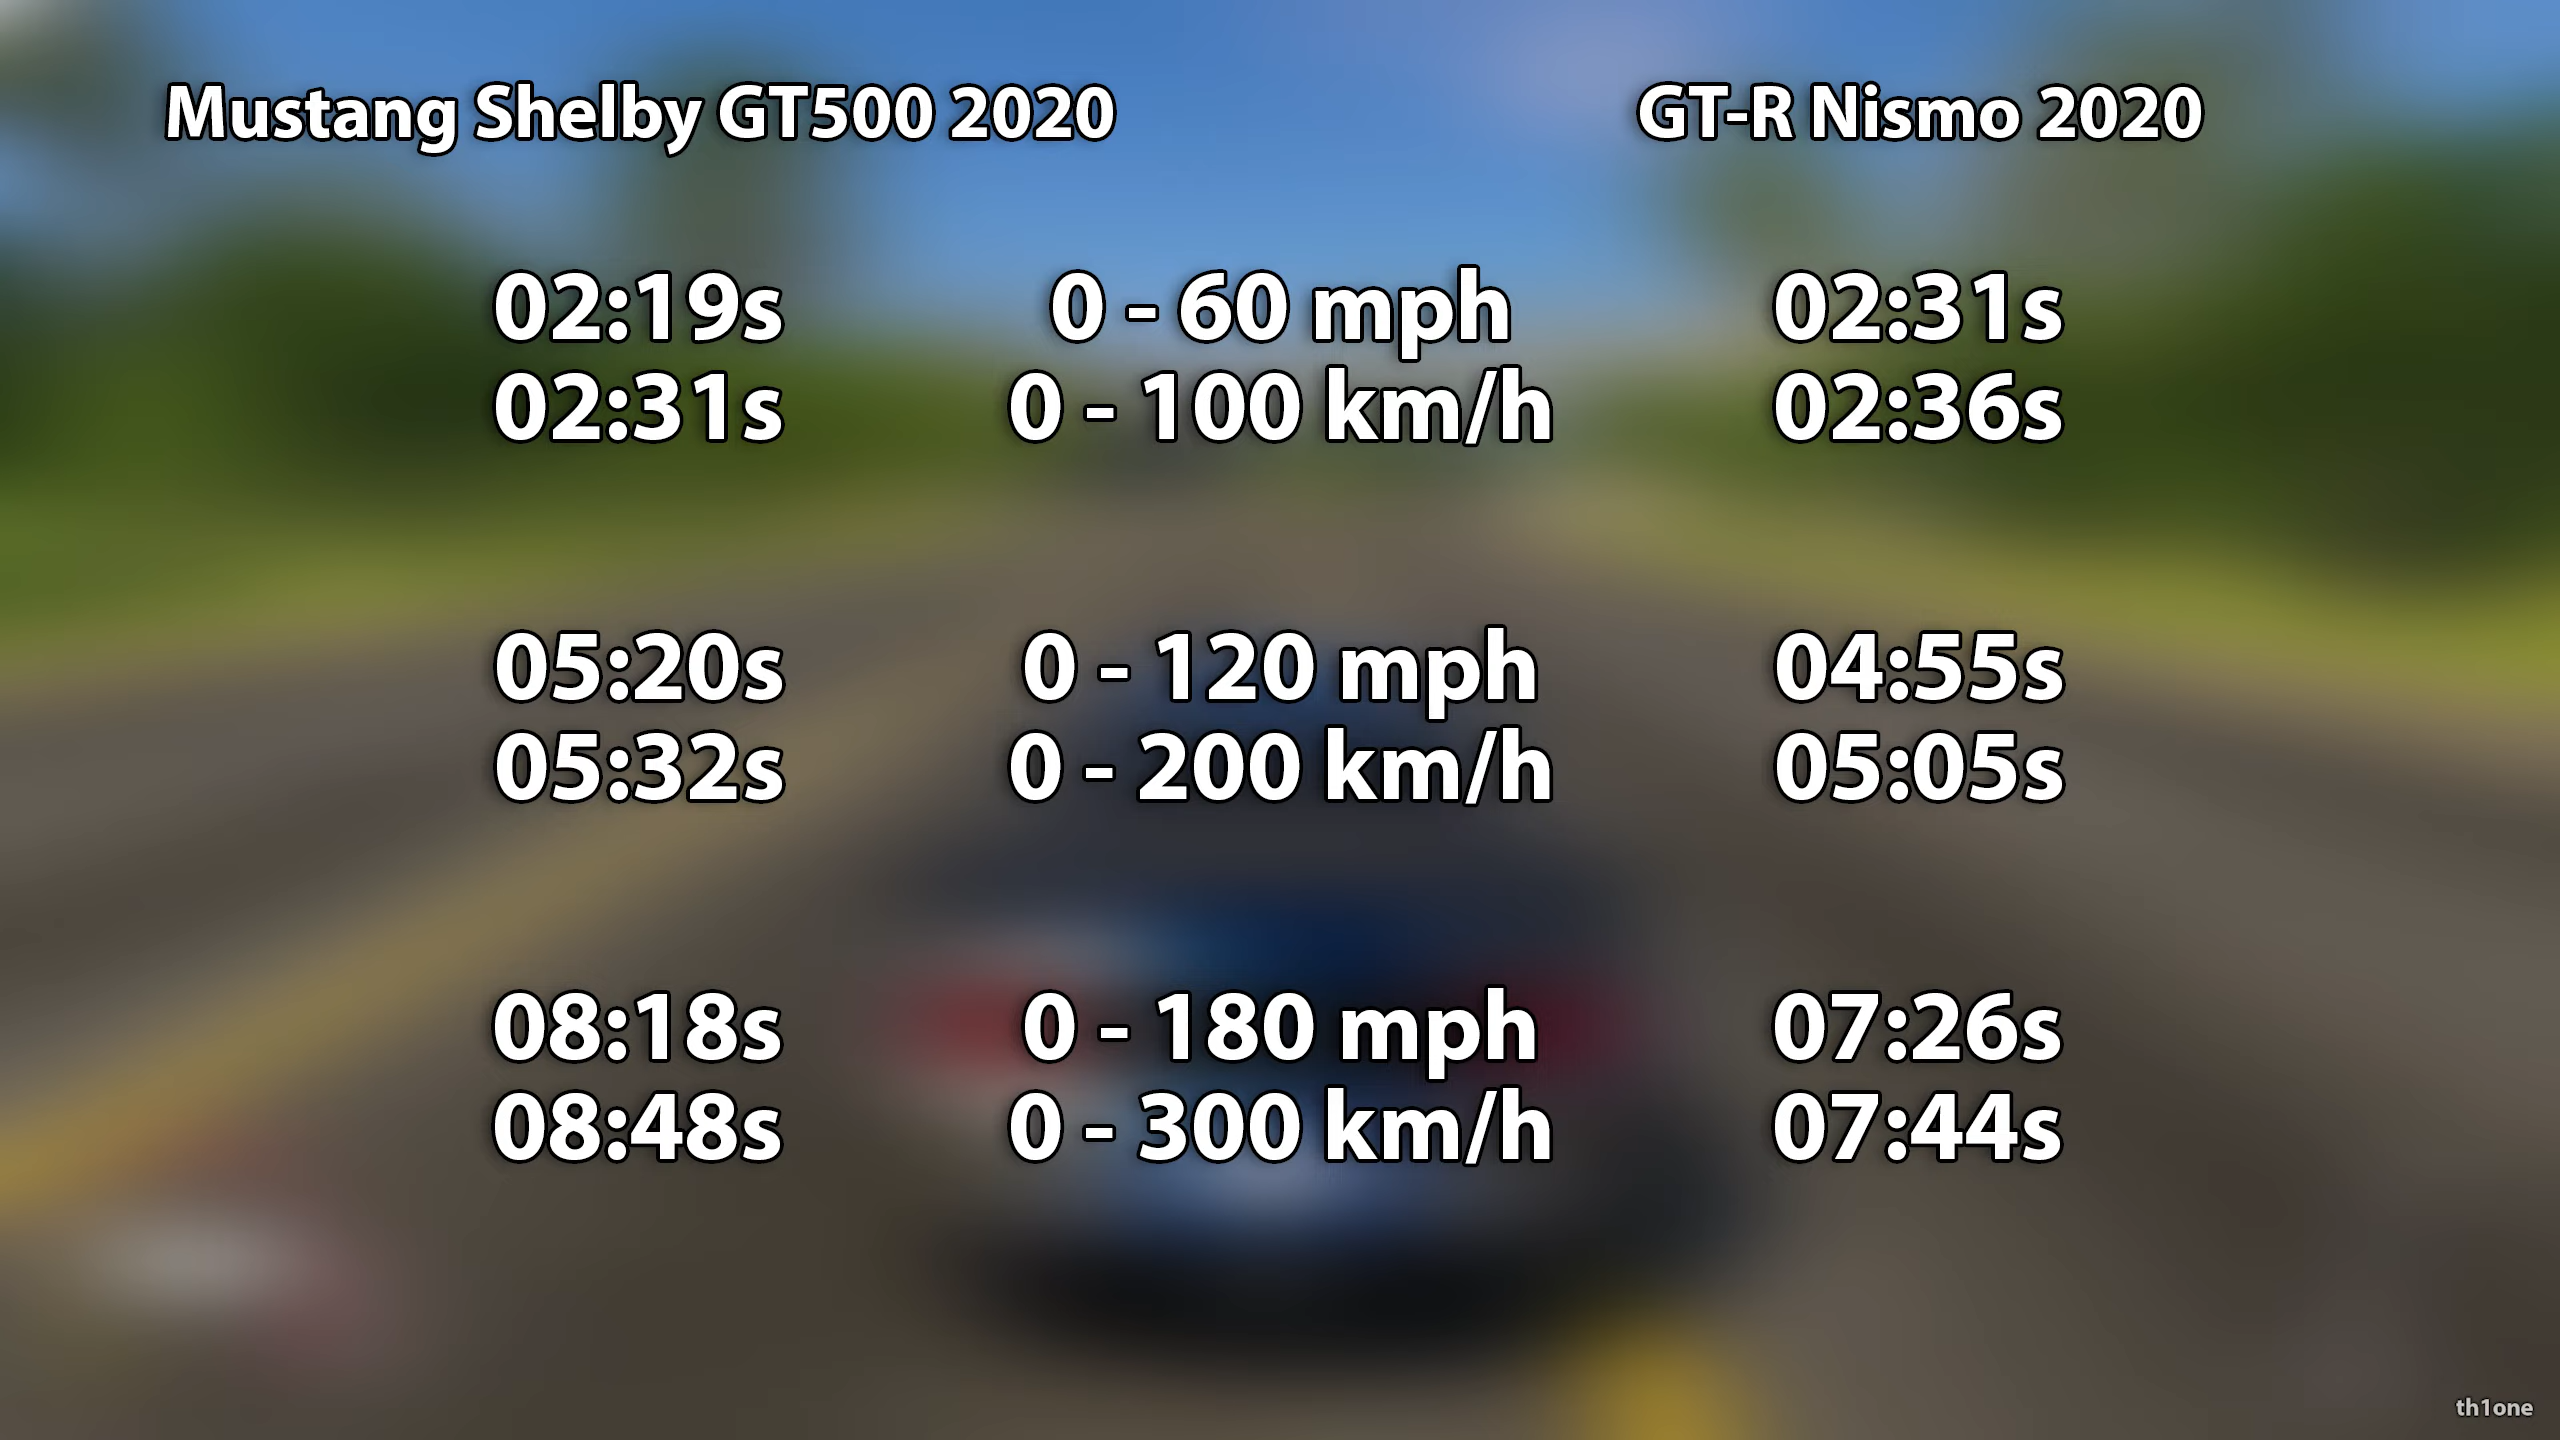 Mustang Shelby GT500 2020 GT-R Nismo 2020
02:19s 0 - 60 mph 02:31s
02:31s 0 - 100 km/h 02:36s
05:20s 0 - 120 mph 04:55s
05:32s 0 - 200 km/h 05:05s
08:18s 0 - 180 mph 07:26s
08:48s 0 - 300 km/h 07:44s
th1one